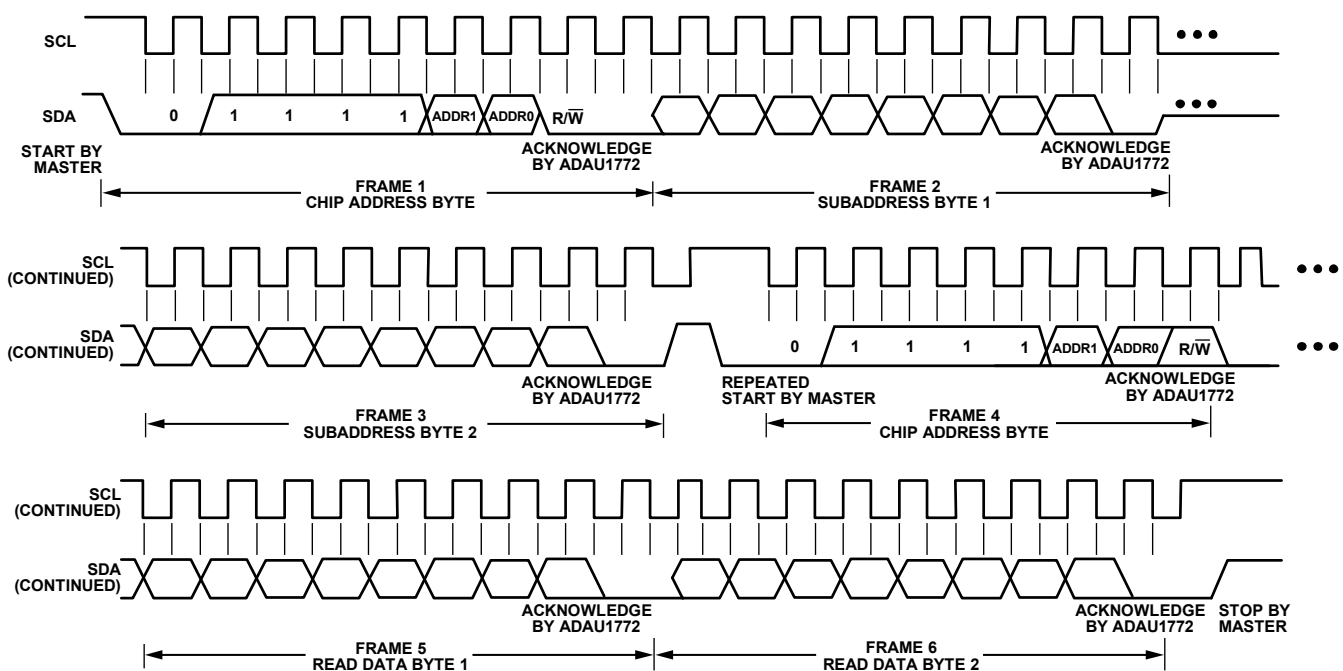 SCL
SDA
0 1 1 1 1 ADDR1 ADDR0 R/W̅
START BY
MASTER
ACKNOWLEDGE
BY ADAU1772
ACKNOWLEDGE
BY ADAU1772
FRAME 1
CHIP ADDRESS BYTE
FRAME 2
SUBADDRESS BYTE 1
SCL
(CONTINUED)
SDA
(CONTINUED)
0 1 1 1 1 ADDR1 ADDR0 R/W̅
ACKNOWLEDGE
BY ADAU1772
REPEATED
START BY MASTER
ACKNOWLEDGE
BY ADAU1772
FRAME 3
SUBADDRESS BYTE 2
FRAME 4
CHIP ADDRESS BYTE
SCL
(CONTINUED)
SDA
(CONTINUED)
ACKNOWLEDGE
BY ADAU1772
ACKNOWLEDGE
BY ADAU1772
STOP BY
MASTER
FRAME 5
READ DATA BYTE 1
FRAME 6
READ DATA BYTE 2